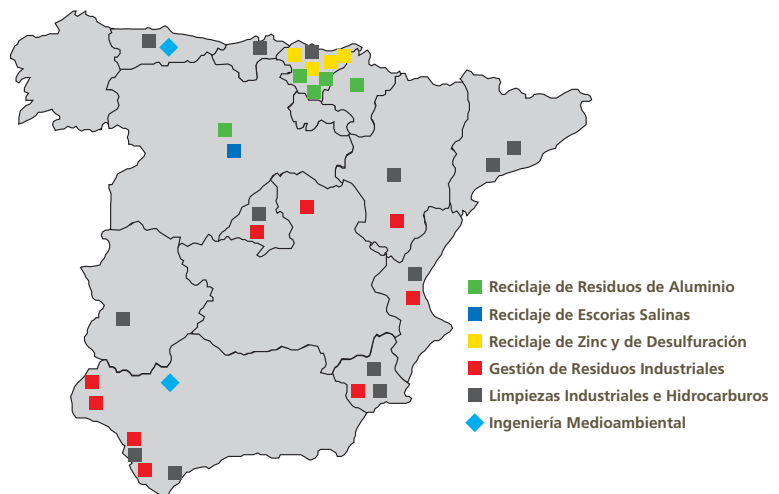 Reciclaje de Residuos de Aluminio
Reciclaje de Escorias Salinas
Reciclaje de Zinc y de Desulfuración
Gestión de Residuos Industriales
Limpiezas Industriales e Hidrocarburos
Ingeniería Medioambiental